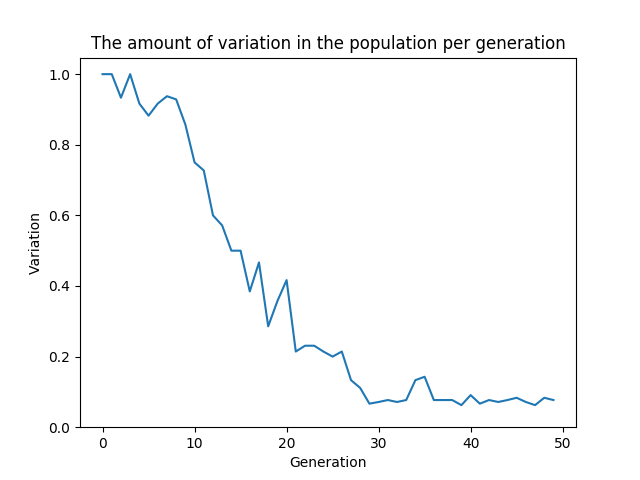 The amount of variation in the population per generation
1.0
0.8
0.6
0.4
0.2
0.0
Variation
0 10 20 30 40 50
Generation